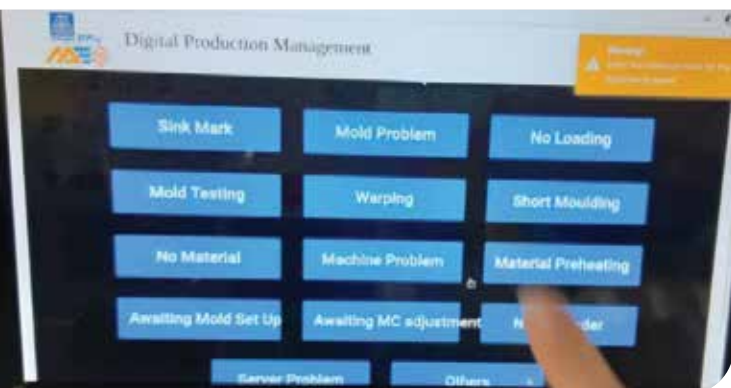 Digital Production Management
Warning!
Sink Mark
Mold Problem
No Loading
Mold Testing
Warping
Short Moulding
No Material
Machine Problem
Material Preheating
Awaiting Mold Set Up
Awaiting MC adjustment
Server Problem
Others